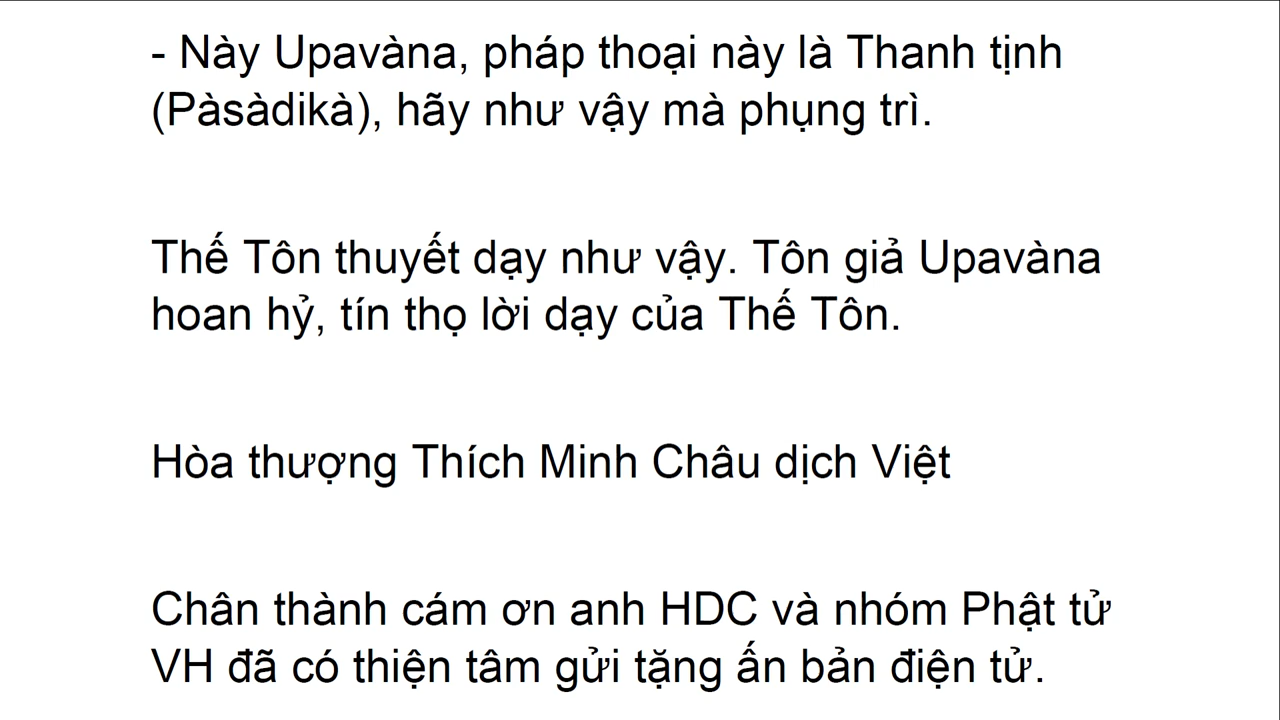 - Này Upavàna, pháp thoại này là Thanh tịnh
(Pàsàdikà), hãy như vậy mà phụng trì.
Thế Tôn thuyết dạy như vậy. Tôn giả Upavàna
hoan hỷ, tín thọ lời dạy của Thế Tôn.
Hòa thượng Thích Minh Châu dịch Việt
Chân thành cám ơn anh HDC và nhóm Phật tử
VH đã có thiện tâm gửi tặng ấn bản điện tử.